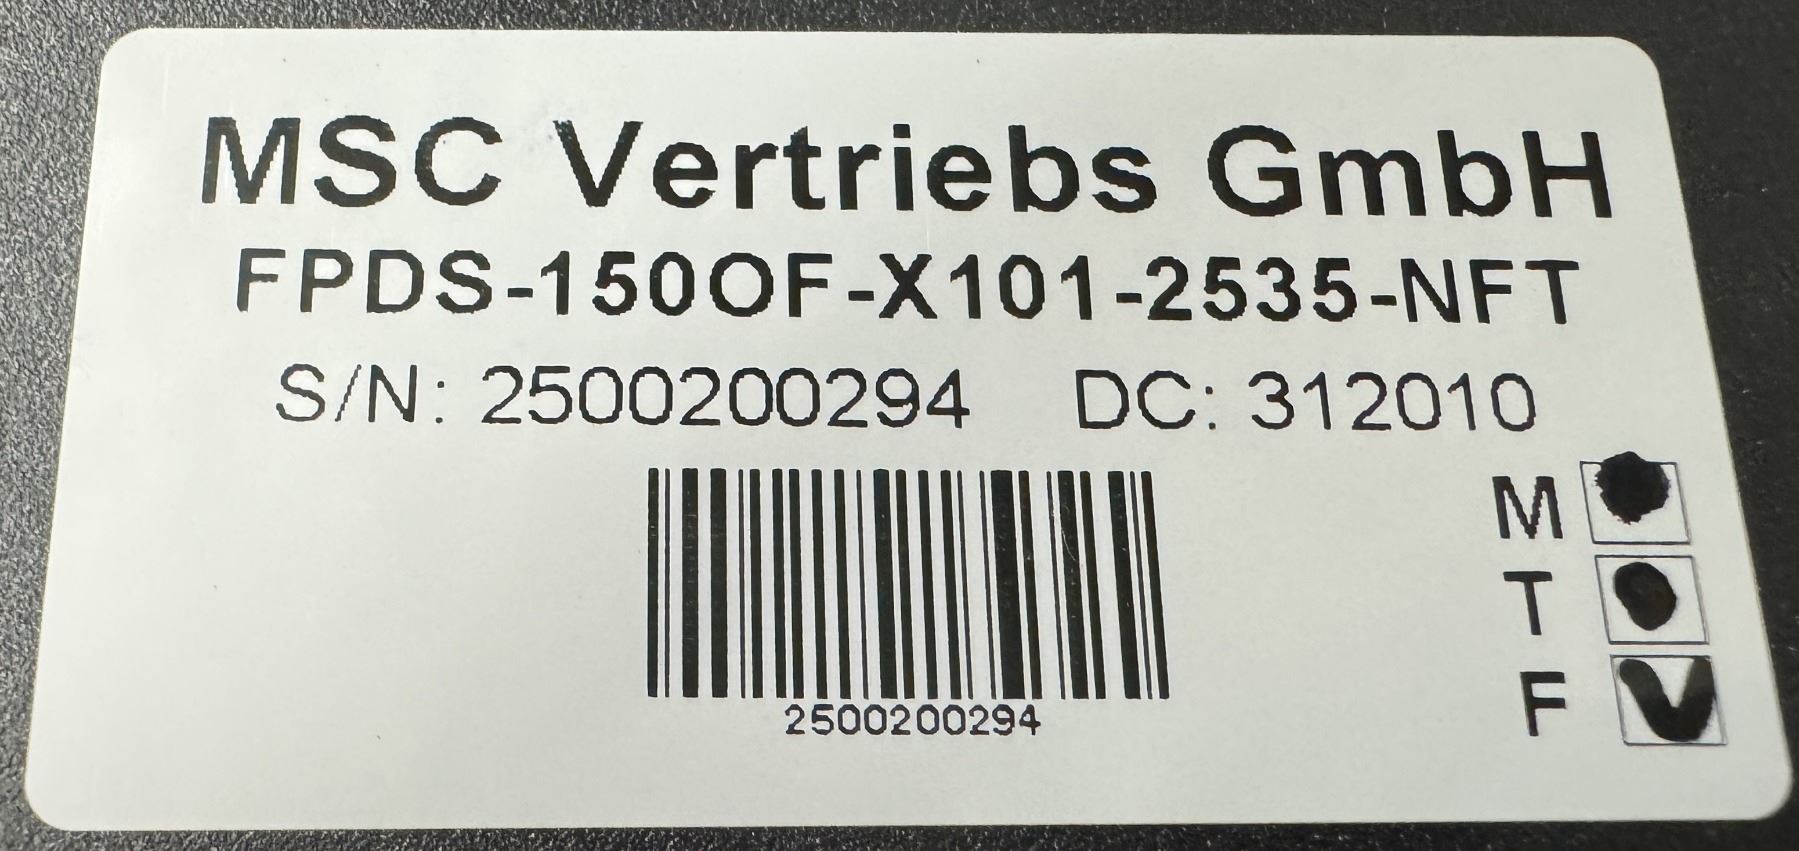 MSC Vertriebs GmbH
FPDS-150OF-X101-2535-NFT
S/N: 2500200294 DC: 312010
2500200294
M
T
F